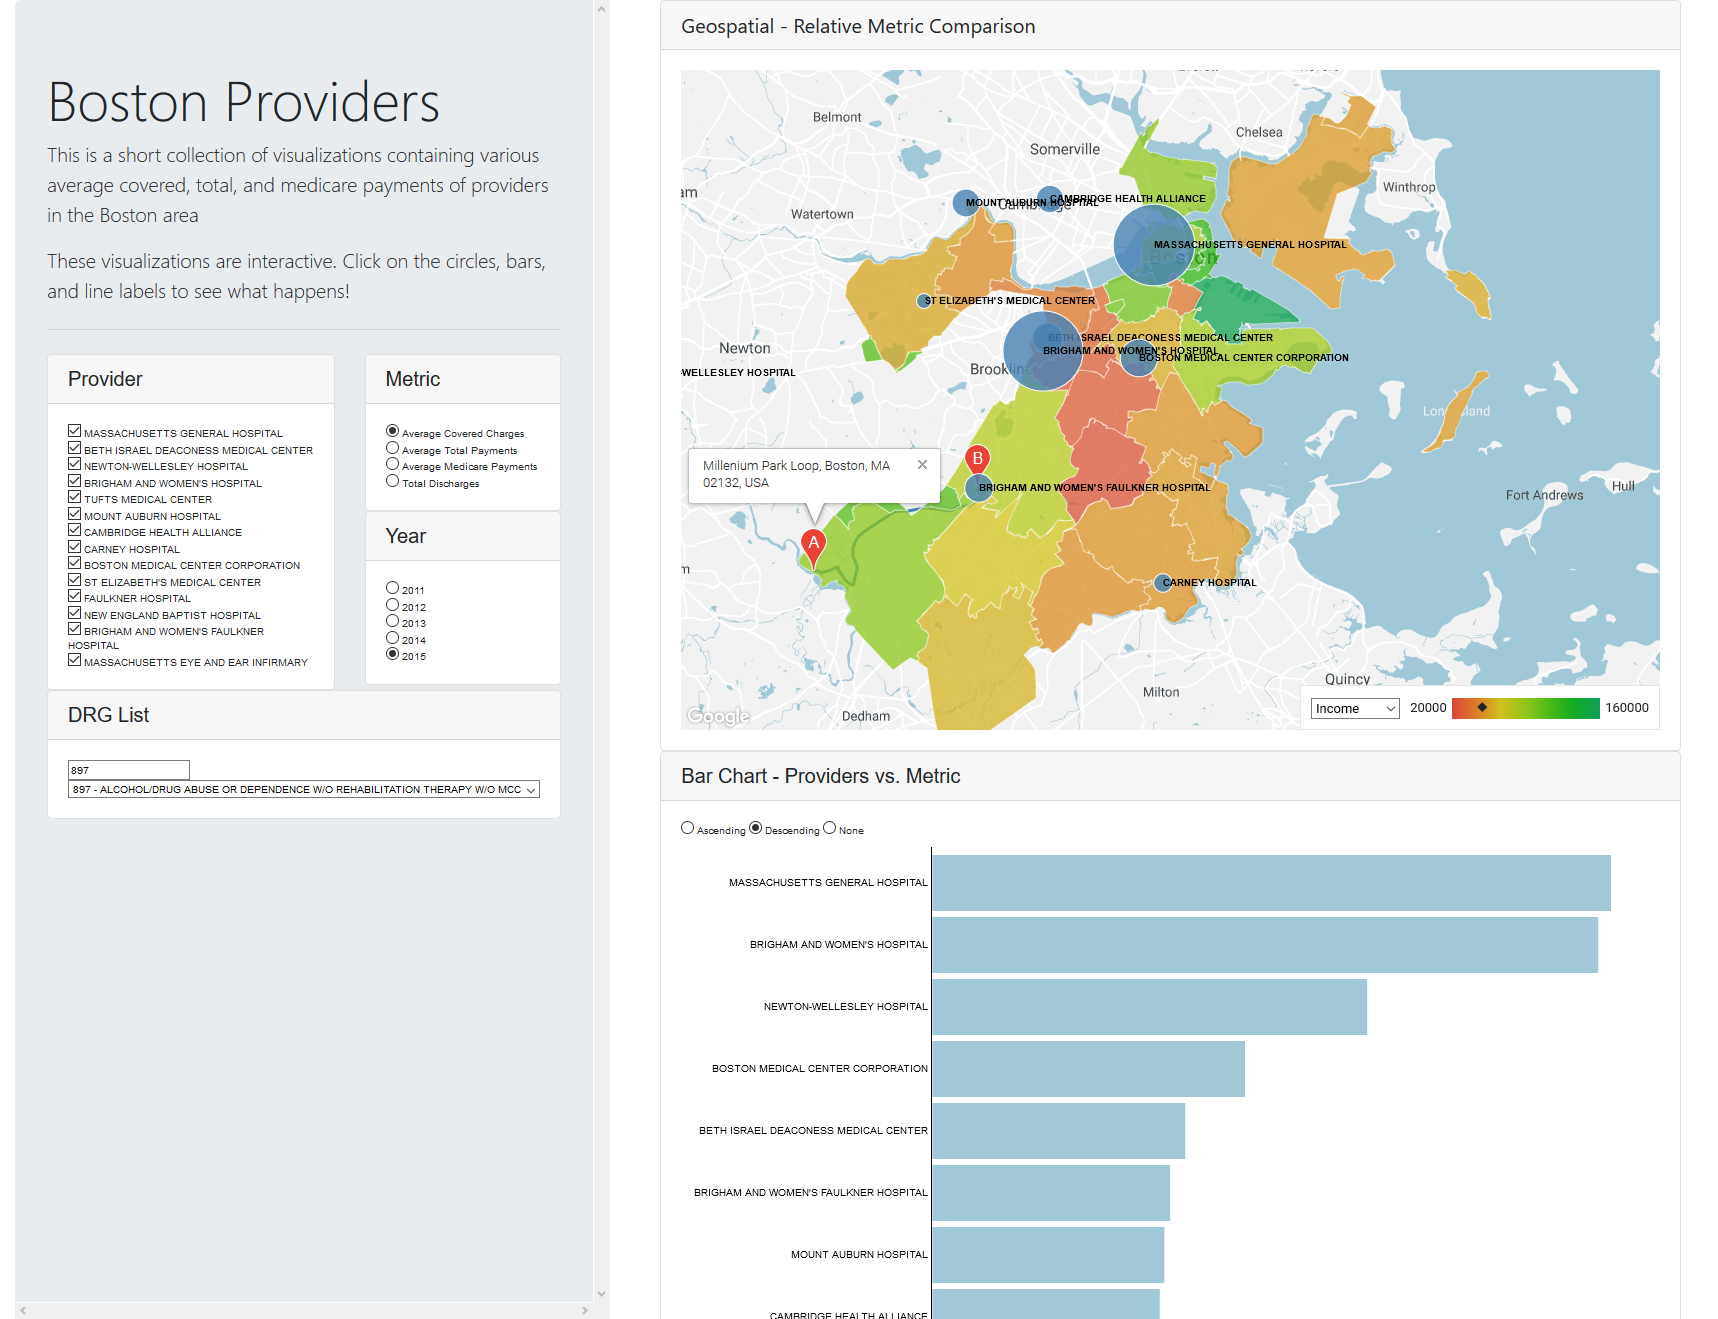 Boston Providers
This is a short collection of visualizations containing various
average covered, total, and medicare payments of providers
in the Boston area
These visualizations are interactive. Click on the circles, bars,
and line labels to see what happens!
Provider
MASSACHUSETTS GENERAL HOSPITAL
BETH ISRAEL DEACONESS MEDICAL CENTER
NEWTON-WELLESLEY HOSPITAL
BRIGHAM AND WOMEN'S HOSPITAL
TUFTS MEDICAL CENTER
MOUNT AUBURN HOSPITAL
CAMBRIDGE HEALTH ALLIANCE
CARNEY HOSPITAL
BOSTON MEDICAL CENTER CORPORATION
ST ELIZABETH'S MEDICAL CENTER
FAULKNER HOSPITAL
NEW ENGLAND BAPTIST HOSPITAL
BRIGHAM AND WOMEN'S FAULKNER
HOSPITAL
MASSACHUSETTS EYE AND EAR INFIRMARY
Metric
Average Covered Charges
Average Total Payments
Average Medicare Payments
Total Discharges
Year
2011
2012
2013
2014
2015
DRG List
897
897 - ALCOHOL/DRUG ABUSE OR DEPENDENCE W/O REHABILITATION THERAPY W/O MCC
Geospatial - Relative Metric Comparison
Belmont
Chelsea
Somerville
am
Winthrop
CAMBRIDGE HEALTH ALLIANCE
MOUNT AUBURN HOSPITAL
Cambridge
Watertown
MASSACHUSETTS GENERAL HOSPITAL
Boston
ST ELIZABETH'S MEDICAL CENTER
BETH ISRAEL DEACONESS MEDICAL CENTER
Newton
BRIGHAM AND WOMEN'S HOSPITAL
BOSTON MEDICAL CENTER CORPORATION
Brookline
-WELLESLEY HOSPITAL
Long Island
B
Millenium Park Loop, Boston, MA
02132, USA
BRIGHAM AND WOMEN'S FAULKNER HOSPITAL
Hull
Fort Andrews
A
m
CARNEY HOSPITAL
Quincy
Milton
Dedham
Google
Income
20000
160000
Bar Chart - Providers vs. Metric
Ascending Descending None
MASSACHUSETTS GENERAL HOSPITAL
BRIGHAM AND WOMEN'S HOSPITAL
NEWTON-WELLESLEY HOSPITAL
BOSTON MEDICAL CENTER CORPORATION
BETH ISRAEL DEACONESS MEDICAL CENTER
BRIGHAM AND WOMEN'S FAULKNER HOSPITAL
MOUNT AUBURN HOSPITAL
CAMBRIDGE HEALTH ALLIANCE